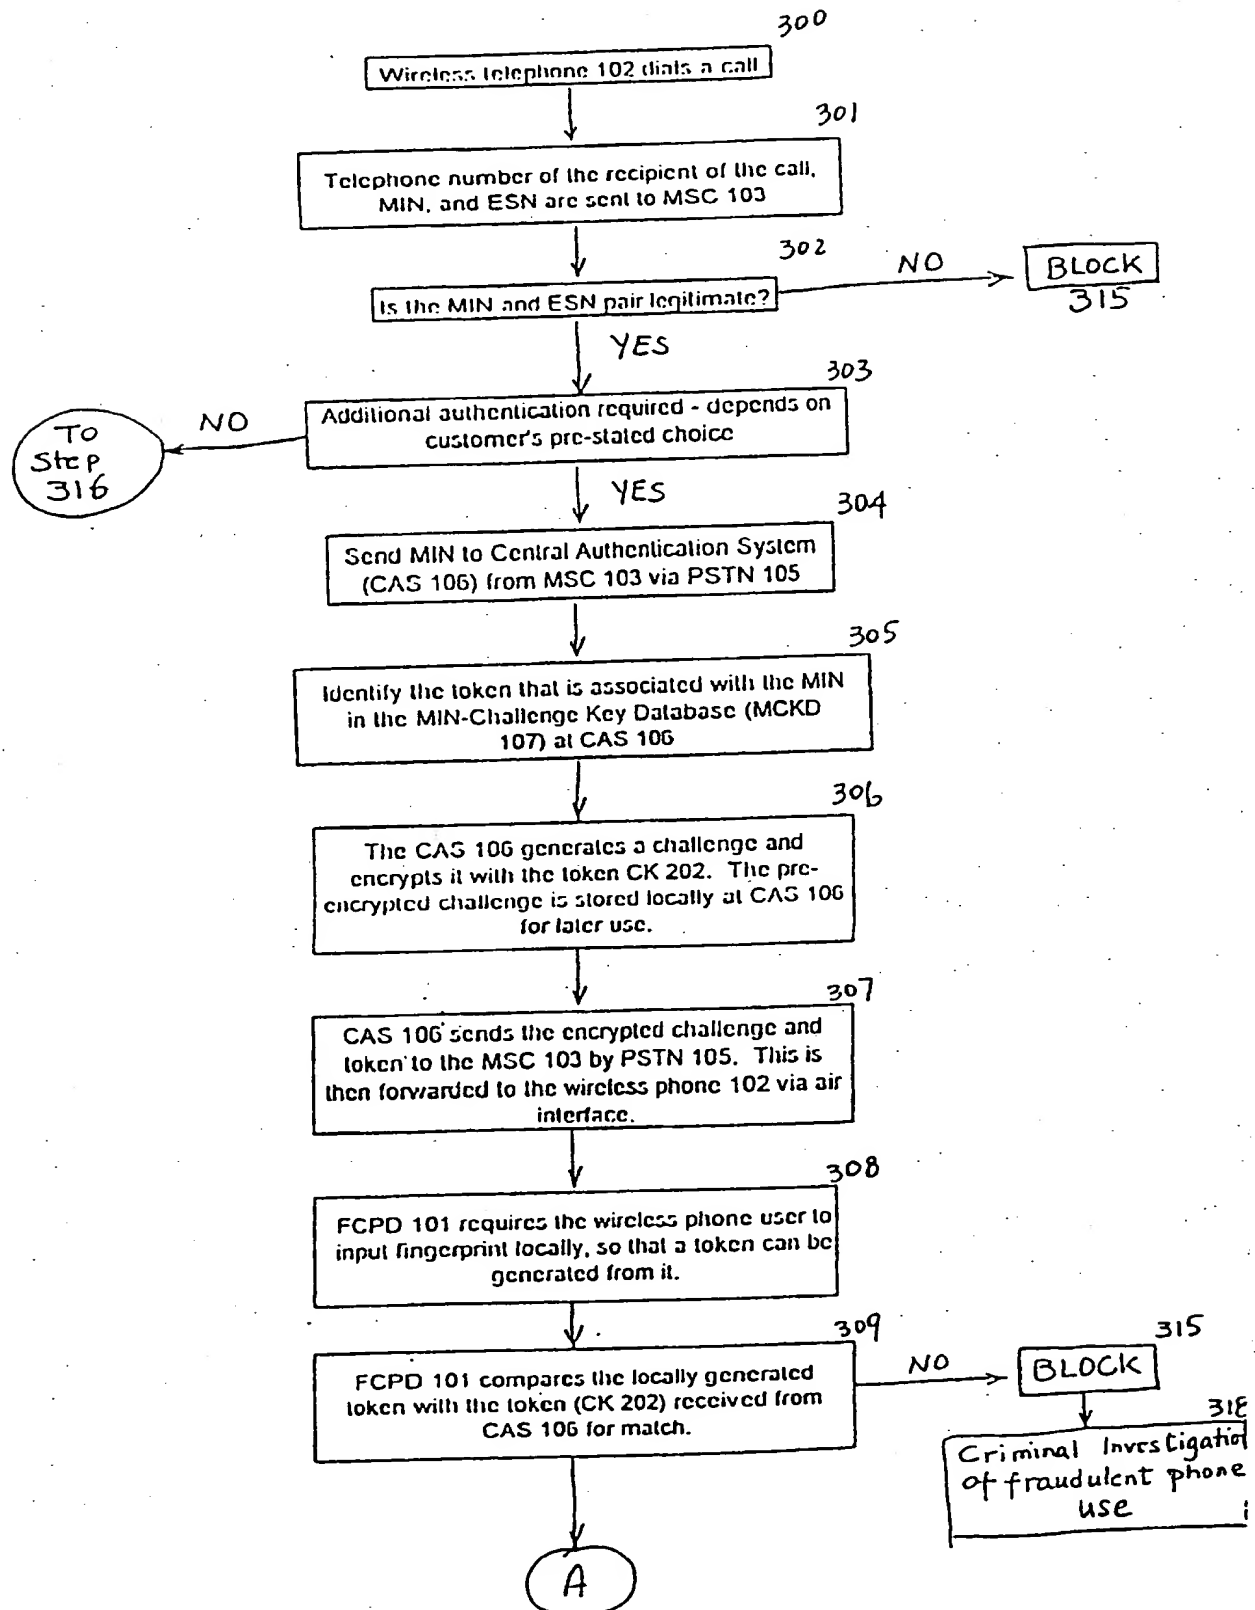 300
Wireless telephone 102 dials a call
301
Telephone number of the recipient of the call,
MIN, and ESN are sent to MSC 103
302
Is the MIN and ESN pair legitimate?
NO
BLOCK
315
YES
303
Additional authentication required - depends on
customer's pre-stated choice
NO
TO
Step
316
YES
304
Send MIN to Central Authentication System
(CAS 106) from MSC 103 via PSTN 105
305
Identify the token that is associated with the MIN
in the MIN-Challenge Key Database (MCKD
107) at CAS 106
306
The CAS 106 generates a challenge and
encrypts it with the token CK 202. The pre-
encrypted challenge is stored locally at CAS 106
for later use.
307
CAS 106 sends the encrypted challenge and
token to the MSC 103 by PSTN 105. This is
then forwarded to the wireless phone 102 via air
interface.
308
FCPD 101 requires the wireless phone user to
input fingerprint locally, so that a token can be
generated from it.
309
FCPD 101 compares the locally generated
token with the token (CK 202) received from
CAS 106 for match.
NO
315
BLOCK
Criminal Investigatio
of fraudulent phone
use
A